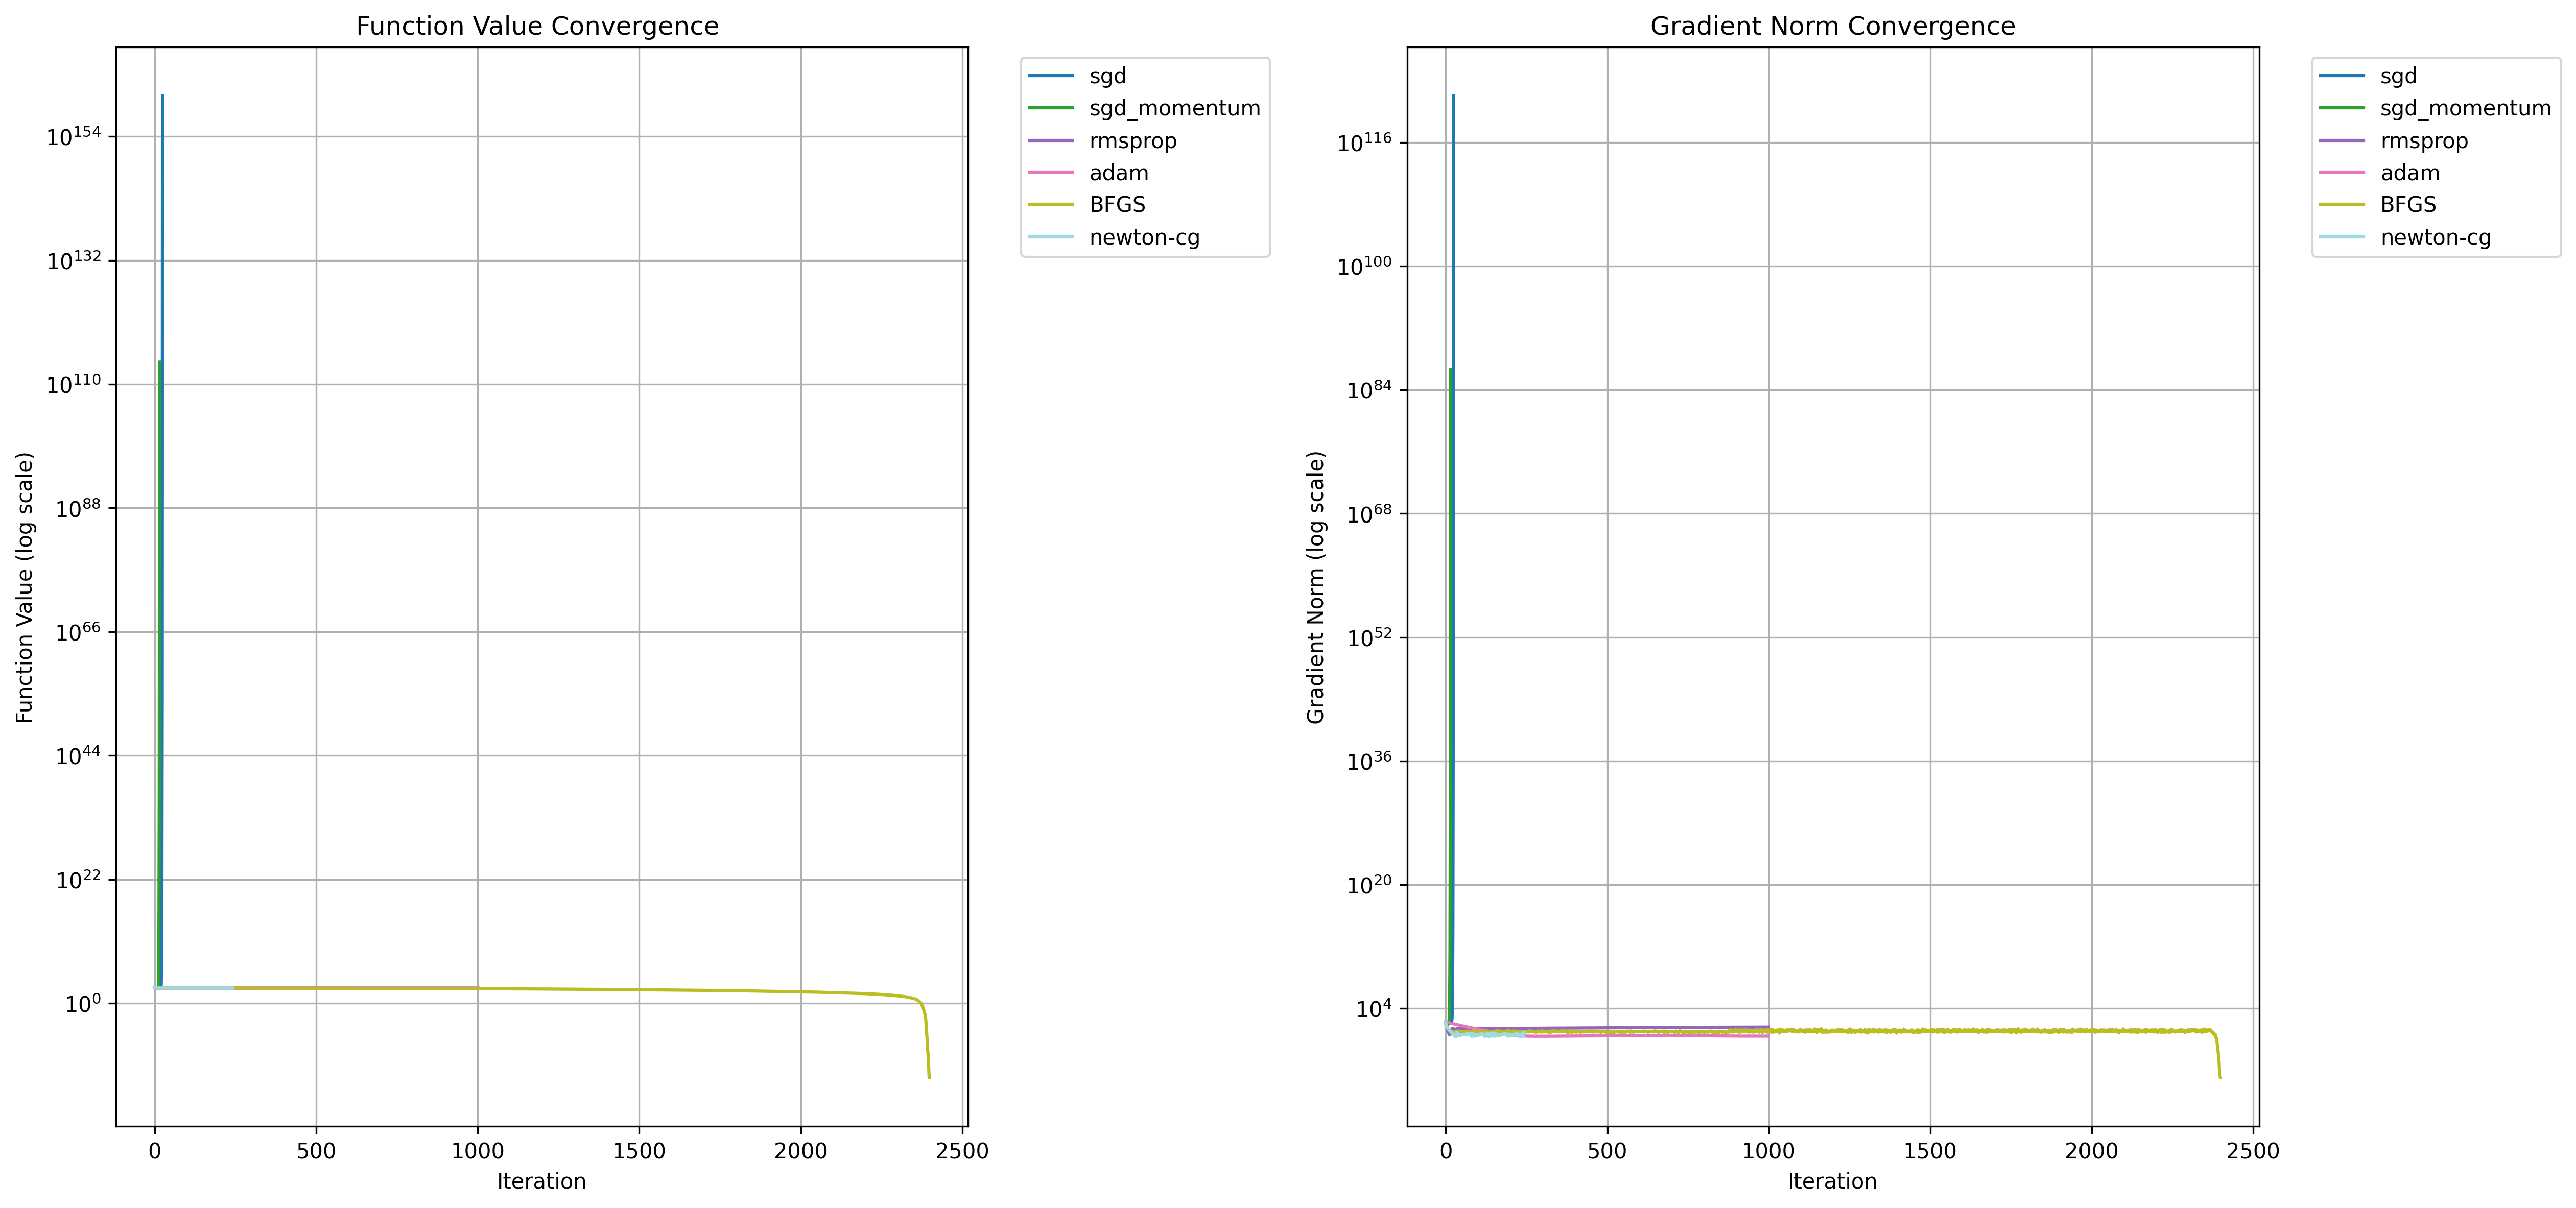 Function Value Convergence
Function Value (log scale)
10^154
10^132
10^110
10^88
10^66
10^44
10^22
10^0
0 500 1000 1500 2000 2500
Iteration
sgd
sgd_momentum
rmsprop
adam
BFGS
newton-cg
Gradient Norm Convergence
Gradient Norm (log scale)
10^116
10^100
10^84
10^68
10^52
10^36
10^20
10^4
0 500 1000 1500 2000 2500
Iteration
sgd
sgd_momentum
rmsprop
adam
BFGS
newton-cg